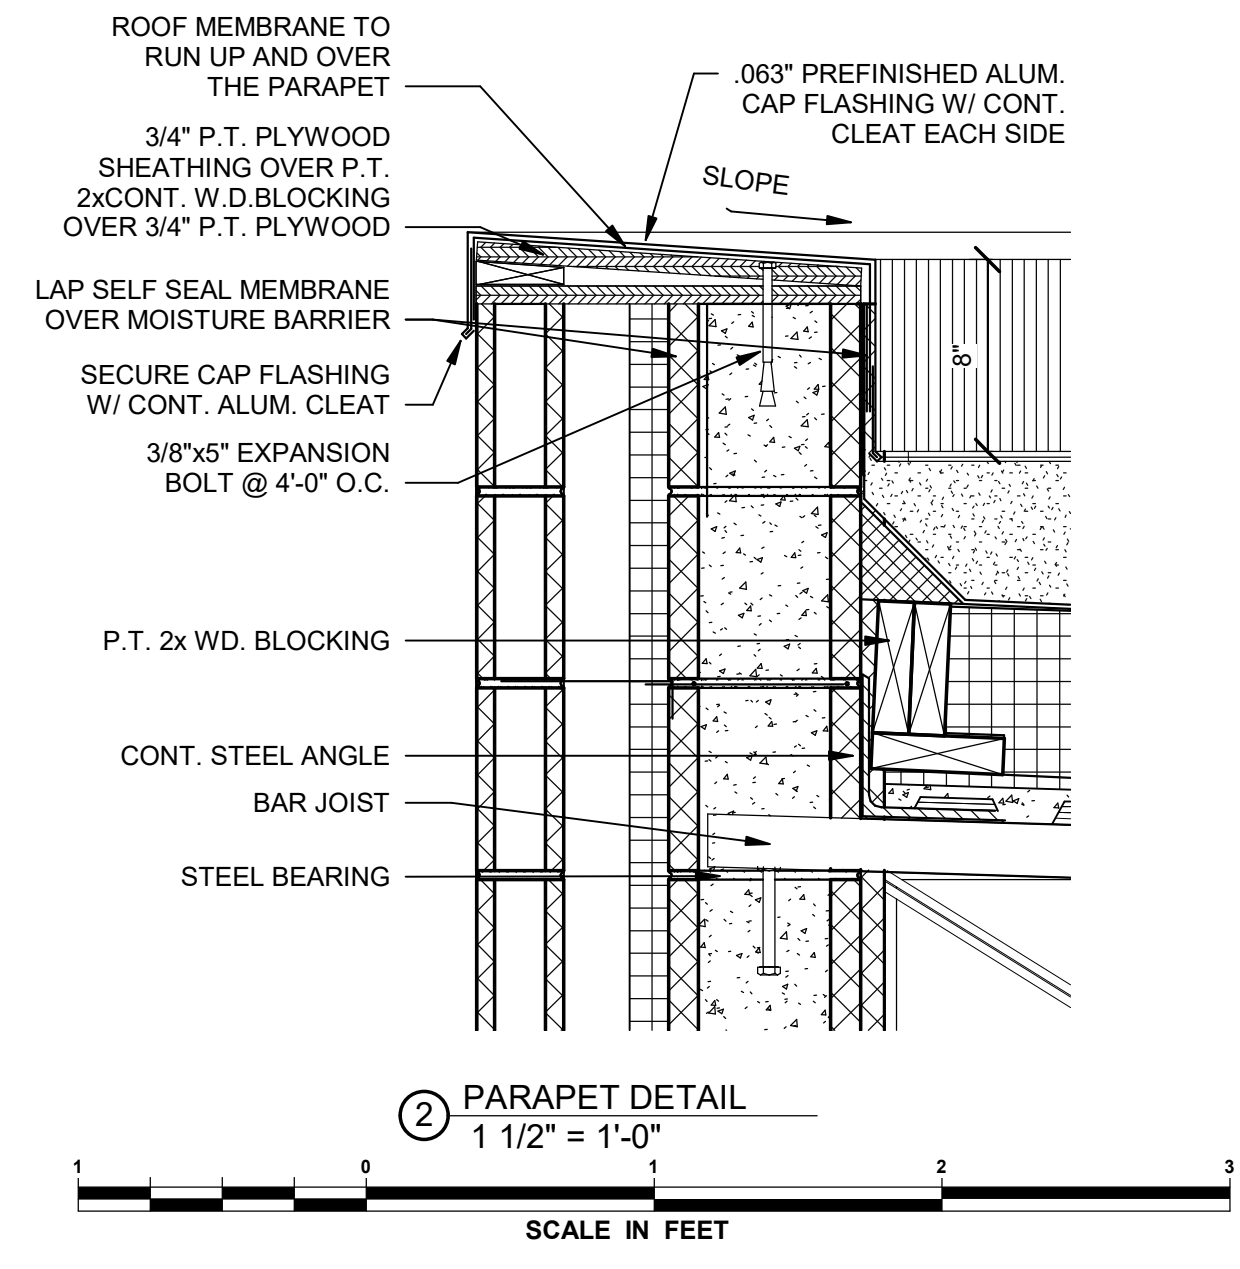 ROOF MEMBRANE TO
RUN UP AND OVER
THE PARAPET
.063" PREFINISHED ALUM.
CAP FLASHING W/ CONT.
CLEAT EACH SIDE
3/4" P.T. PLYWOOD
SHEATHING OVER P.T.
2xCONT. W.D.BLOCKING
OVER 3/4" P.T. PLYWOOD
SLOPE
LAP SELF SEAL MEMBRANE
OVER MOISTURE BARRIER
8"
SECURE CAP FLASHING
W/ CONT. ALUM. CLEAT
3/8"x5" EXPANSION
BOLT @ 4'-0" O.C.
P.T. 2x WD. BLOCKING
CONT. STEEL ANGLE
BAR JOIST
STEEL BEARING
2 PARAPET DETAIL
1 1/2" = 1'-0"
1 0 1 2 3
SCALE IN FEET